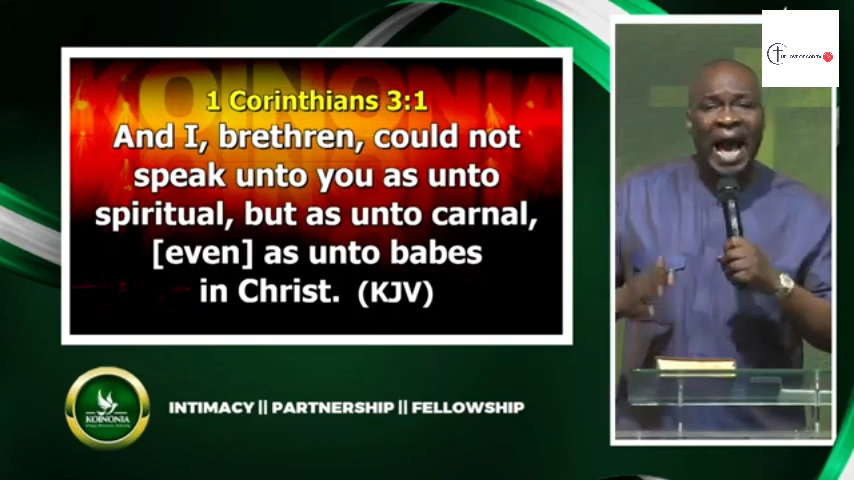 1 Corinthians 3:1
And I, brethren, could not
speak unto you as unto
spiritual, but as unto carnal,
[even] as unto babes
in Christ. (KJV)
KOINONIA
INTIMACY || PARTNERSHIP || FELLOWSHIP